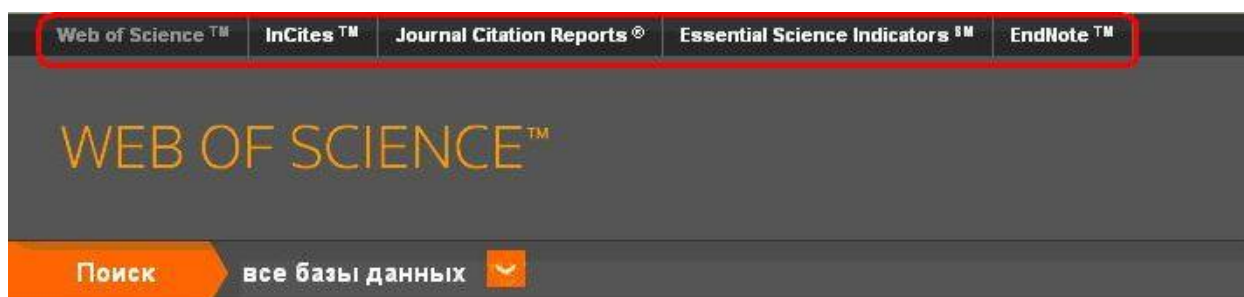 Web of Science ™ InCites ™ Journal Citation Reports ® Essential Science Indicators ℠ EndNote ™
WEB OF SCIENCE™
Поиск все базы данных